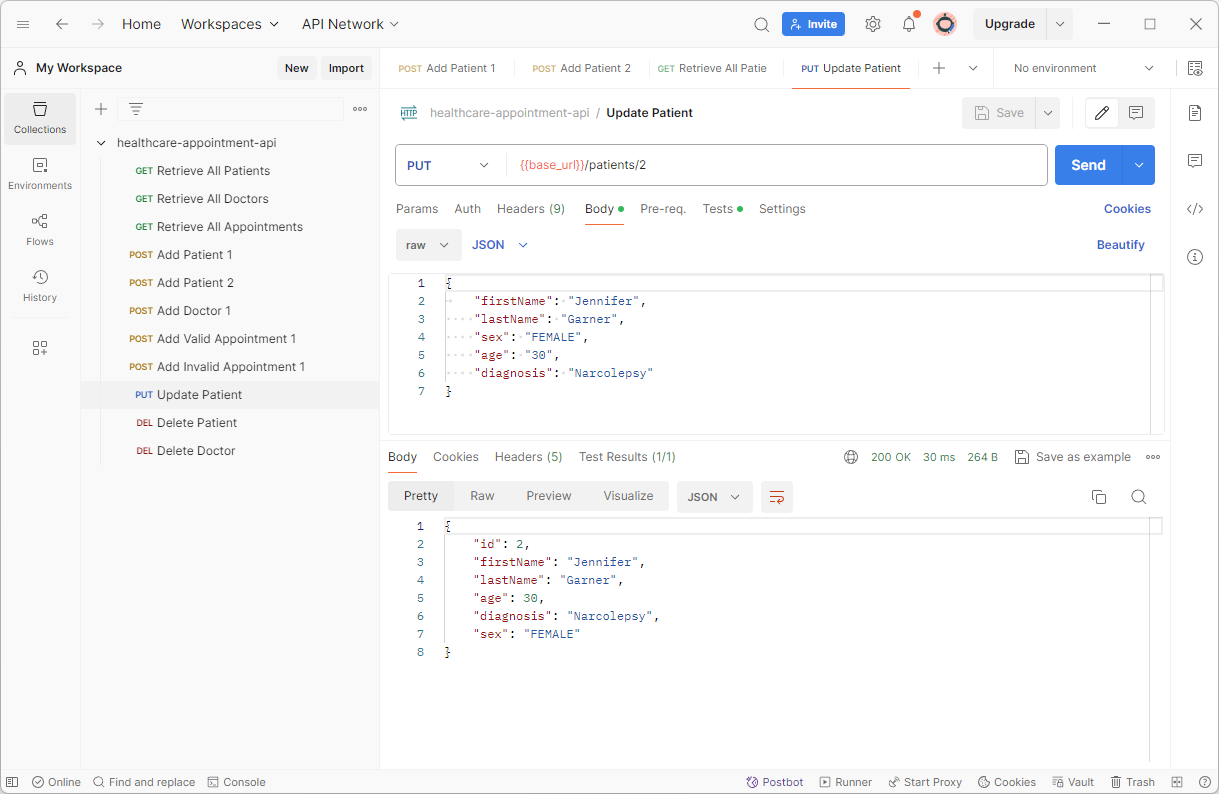 Home Workspaces API Network Invite Upgrade
My Workspace New Import
POST Add Patient 1 POST Add Patient 2 GET Retrieve All Patie PUT Update Patient No environment
Collections
Environments
Flows
History
healthcare-appointment-api
GET Retrieve All Patients
GET Retrieve All Doctors
GET Retrieve All Appointments
POST Add Patient 1
POST Add Patient 2
POST Add Doctor 1
POST Add Valid Appointment 1
POST Add Invalid Appointment 1
PUT Update Patient
DEL Delete Patient
DEL Delete Doctor
HTTP healthcare-appointment-api / Update Patient Save
PUT {{base_url}}/patients/2 Send
Params Auth Headers (9) Body Pre-req. Tests Settings Cookies
raw JSON Beautify
1 {
2 "firstName": "Jennifer",
3 "lastName": "Garner",
4 "sex": "FEMALE",
5 "age": "30",
6 "diagnosis": "Narcolepsy"
7 }
Body Cookies Headers (5) Test Results (1/1) 200 OK 30 ms 264 B Save as example
Pretty Raw Preview Visualize JSON
1 {
2 "id": 2,
3 "firstName": "Jennifer",
4 "lastName": "Garner",
5 "age": 30,
6 "diagnosis": "Narcolepsy",
7 "sex": "FEMALE"
8 }
Online Find and replace Console Postbot Runner Start Proxy Cookies Vault Trash